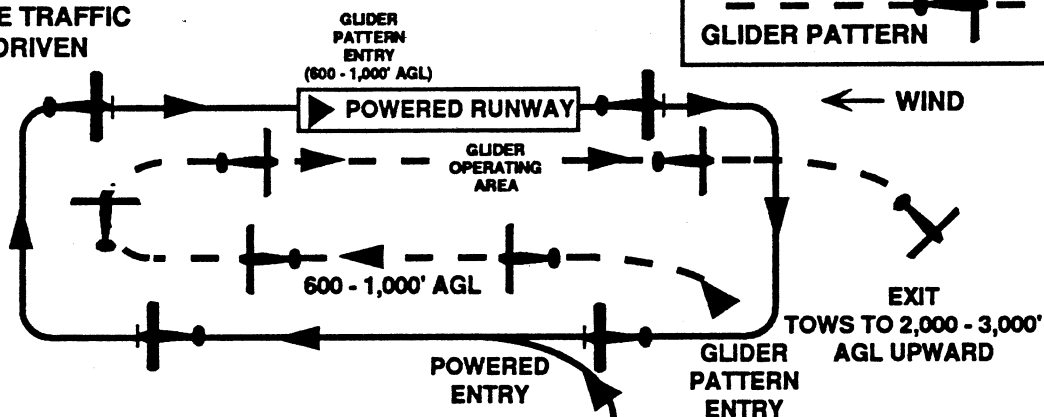 E TRAFFIC
DRIVEN
GLIDER
PATTERN
ENTRY
(600 - 1,000' AGL)
GLIDER PATTERN
POWERED RUNWAY
WIND
GLIDER
OPERATING
AREA
600 - 1,000' AGL
EXIT
TOWS TO 2,000 - 3,000'
AGL UPWARD
POWERED
ENTRY
GLIDER
PATTERN
ENTRY